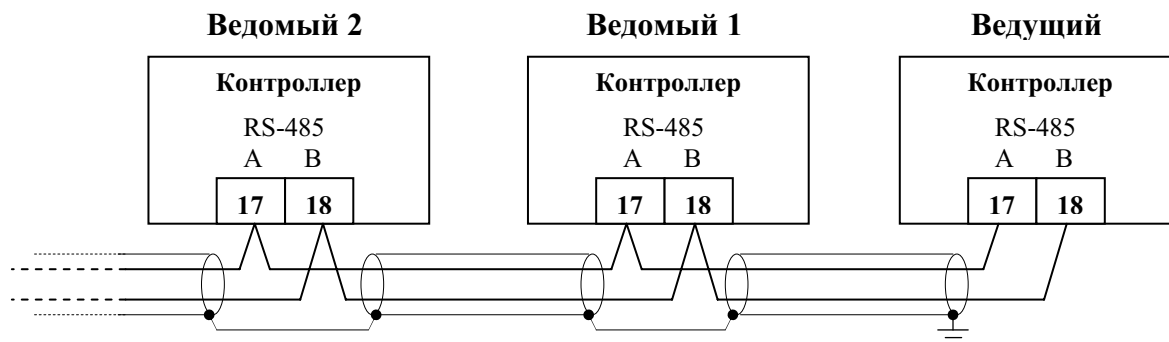 Ведомый 2 Ведомый 1 Ведущий
Контроллер Контроллер Контроллер
RS-485 RS-485 RS-485
A B A B A B
17 18 17 18 17 18